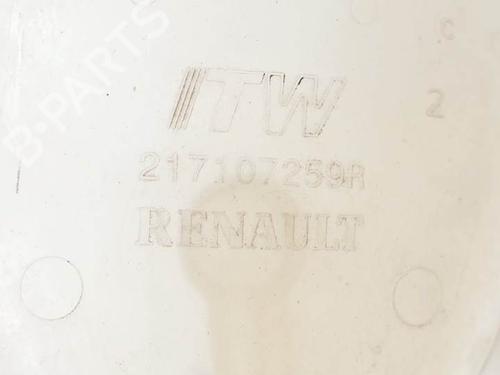 B-PARTS
C
ITW
2
217107259R
RENAULT